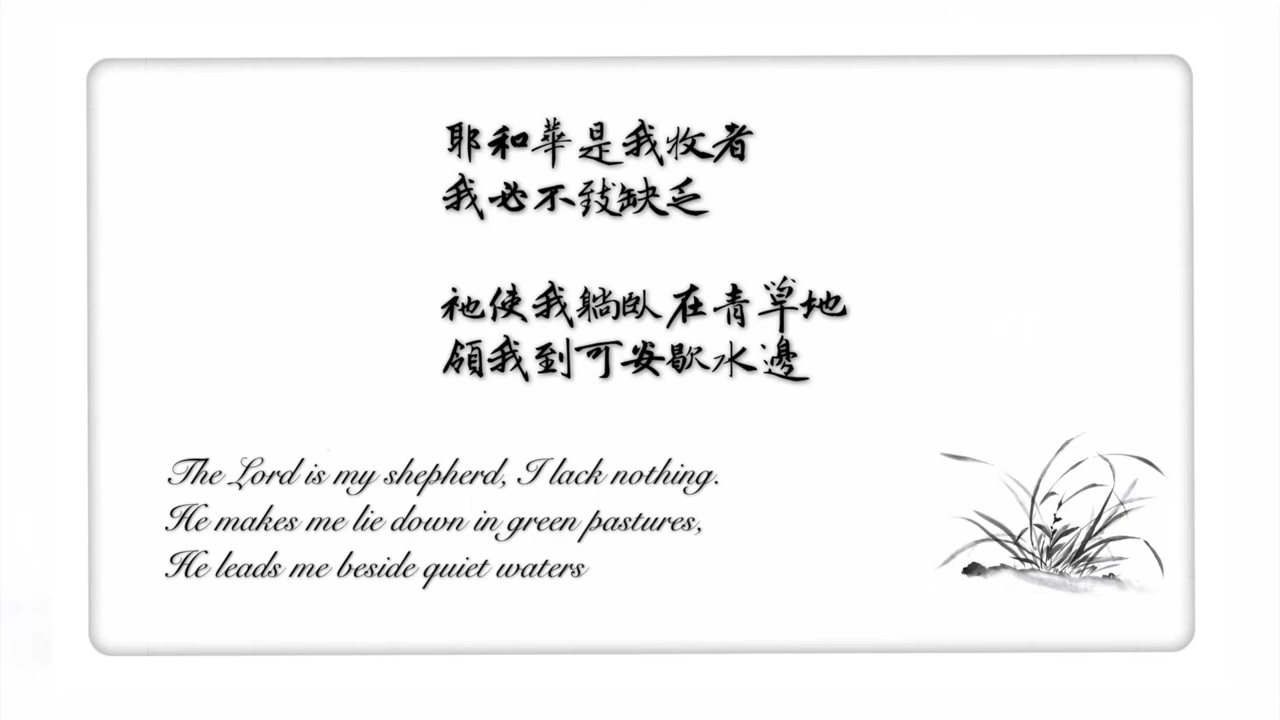 耶和華是我牧者
我必不致缺乏
祂使我躺臥在青草地
領我到可安歇水邊
The Lord is my shepherd, I lack nothing.
He makes me lie down in green pastures,
He leads me beside quiet waters